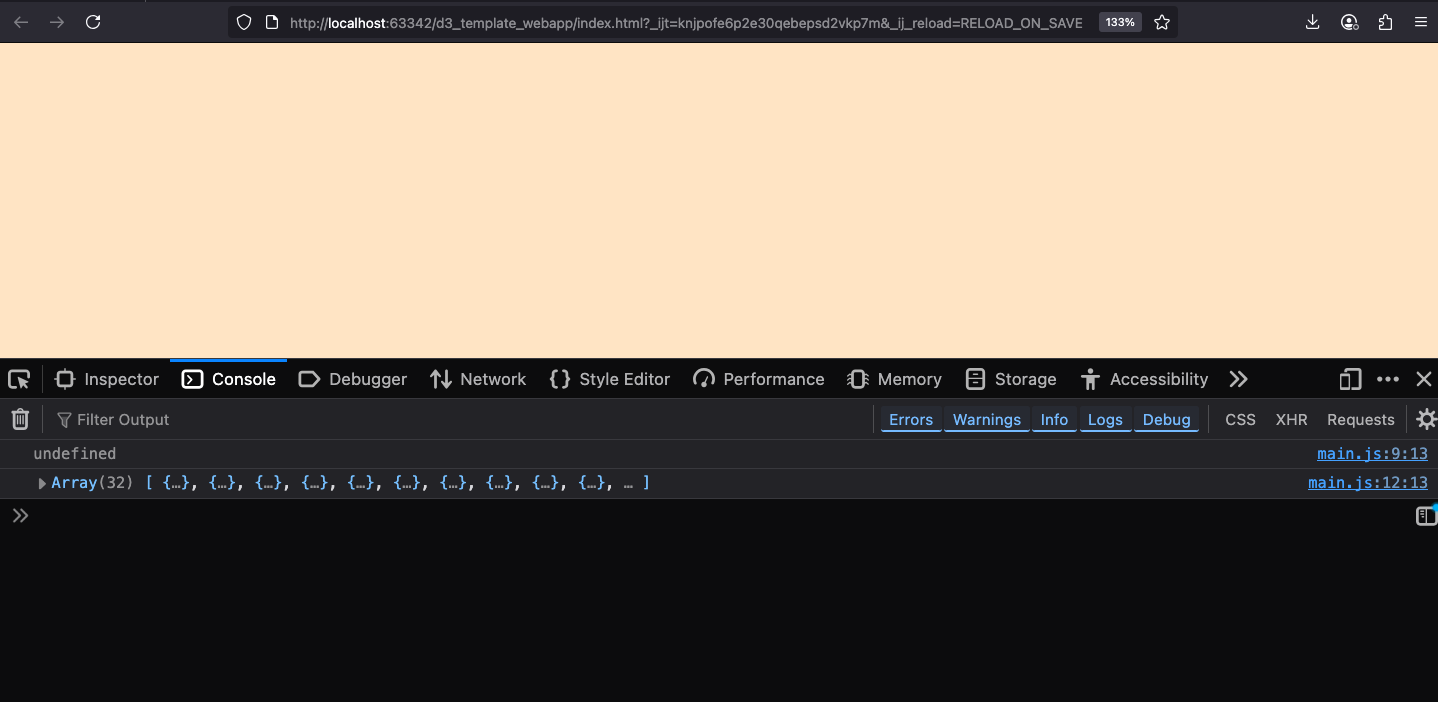 http://localhost:63342/d3_template_webapp/index.html?_ijt=knjpofe6p2e30qebepsd2vkp7m&_ij_reload=RELOAD_ON_SAVE 133%
Inspector Console Debugger Network Style Editor Performance Memory Storage Accessibility
Filter Output Errors Warnings Info Logs Debug CSS XHR Requests
undefined main.js:9:13
Array(32) [ {…}, {…}, {…}, {…}, {…}, {…}, {…}, {…}, {…}, {…}, … ] main.js:12:13